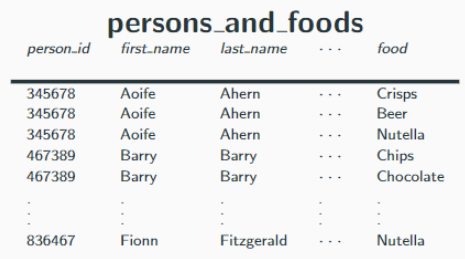 persons_and_foods
person_id first_name last_name · · · food
345678 Aoife Ahern · · · Crisps
345678 Aoife Ahern · · · Beer
345678 Aoife Ahern · · · Nutella
467389 Barry Barry · · · Chips
467389 Barry Barry · · · Chocolate
. . . . .
. . . . .
. . . . .
836467 Fionn Fitzgerald · · · Nutella